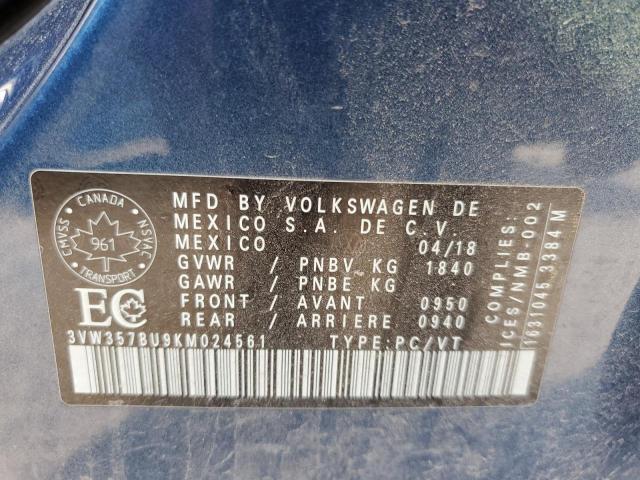 CANADA
CMVSS
NSVAC
961
TRANSPORT
EC
MFD BY VOLKSWAGEN DE
MEXICO S.A. DE C.V.
MEXICO 04/18
GVWR / PNBV KG 1840
GAWR / PNBE KG
FRONT / AVANT 0950
REAR / ARRIERE 0940
3VW357BU9KM024561 TYPE:PC/VT
COMPLIES:
ICES/NMB-002
1631045.3384 M